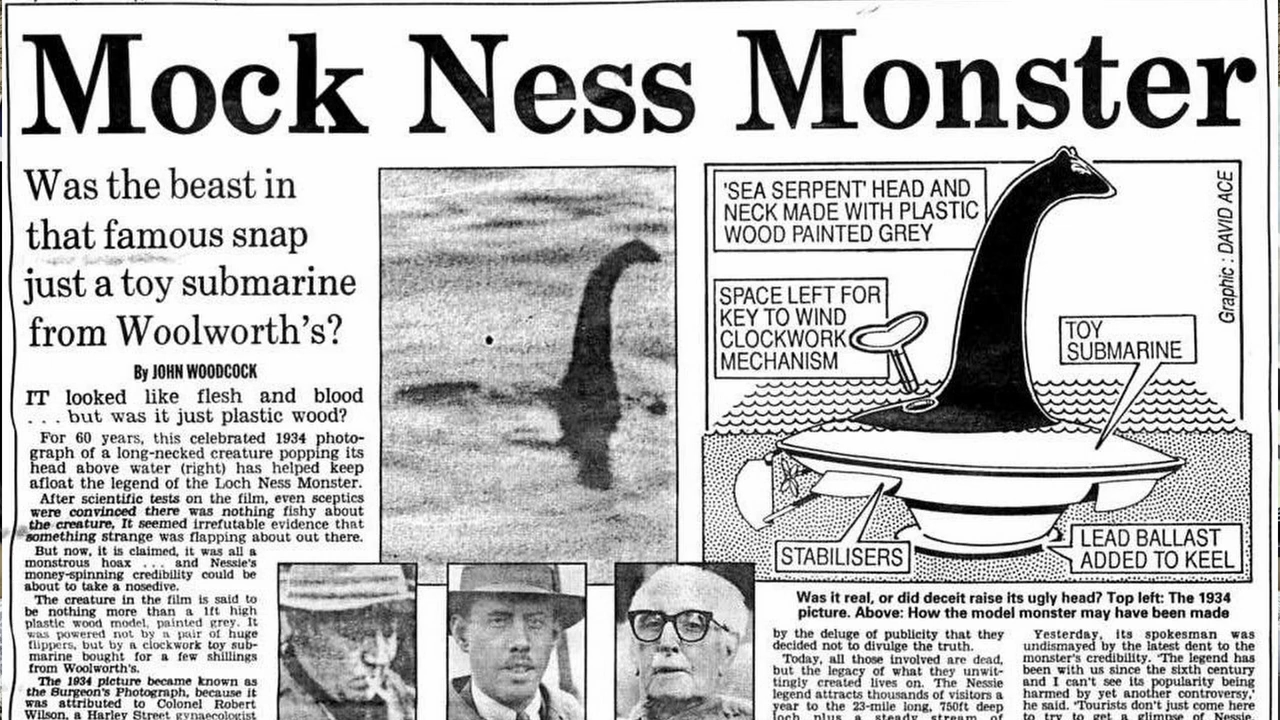 Mock Ness Monster
Was the beast in
that famous snap
just a toy submarine
from Woolworth's?
By JOHN WOODCOCK
IT looked like flesh and blood
. . . but was it just plastic wood?
For 60 years, this celebrated 1934 photo-
graph of a long-necked creature popping its
head above water (right) has helped keep
afloat the legend of the Loch Ness Monster.
After scientific tests on the film, even sceptics
were convinced there was nothing fishy about
the creature. It seemed irrefutable evidence that
something strange was flapping about out there.
But now, it is claimed, it was all a
monstrous hoax . . . and Nessie's
money-spinning credibility could be
about to take a nosedive.
The creature in the film is said to
be nothing more than a 1ft high
plastic wood model, painted grey. It
was powered not by a pair of huge
flippers, but by a clockwork toy sub-
marine bought for a few shillings
from Woolworth's.
The 1934 picture became known as
the Surgeon's Photograph, because it
was attributed to Colonel Robert
Wilson, a Harley Street gynaecologist
'SEA SERPENT' HEAD AND
NECK MADE WITH PLASTIC
WOOD PAINTED GREY
SPACE LEFT FOR
KEY TO WIND
CLOCKWORK
MECHANISM
TOY
SUBMARINE
STABILISERS
LEAD BALLAST
ADDED TO KEEL
Graphic : DAVID ACE
Was it real, or did deceit raise its ugly head? Top left: The 1934
picture. Above: How the model monster may have been made
by the deluge of publicity that they
decided not to divulge the truth.
Today, all those involved are dead,
but the legacy of what they unwit-
tingly created lives on. The Nessie
legend attracts thousands of visitors a
year to the 23-mile long, 750ft deep
loch plus a steady stream of
Yesterday, its spokesman was
undismayed by the latest dent to the
monster's credibility. 'The legend has
been with us since the sixth century
and I can't see its popularity being
harmed by yet another controversy,'
he said. 'Tourists don't just come here
to try to get a glimpse of Nessie.